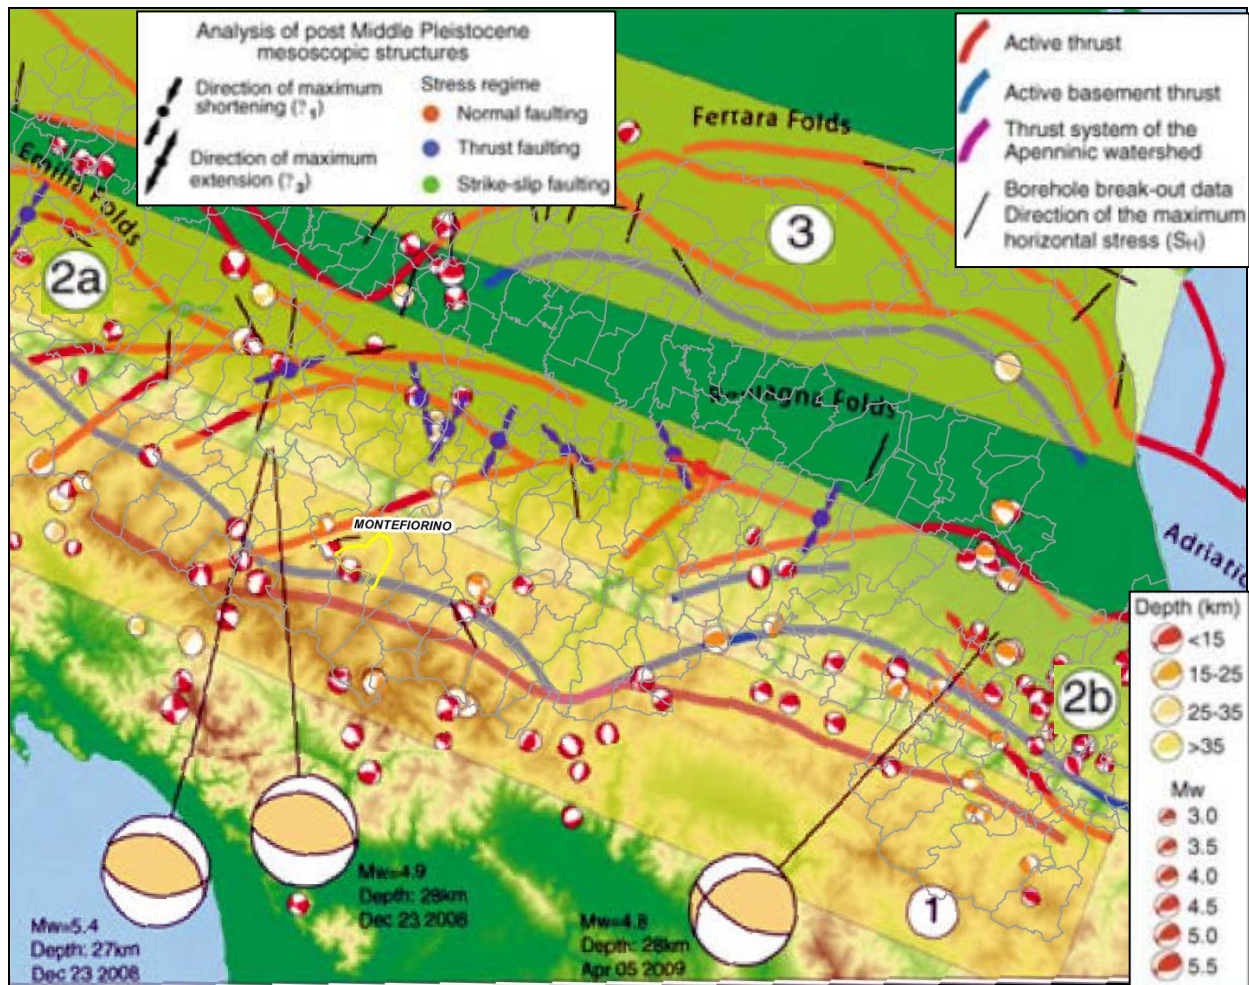 Analysis of post Middle Pleistocene
mesoscopic structures
Direction of maximum
shortening (?1)
Direction of maximum
extension (?3)
Stress regime
Normal faulting
Thrust faulting
Strike-slip faulting
Active thrust
Active basement thrust
Thrust system of the
Apenninic watershed
Borehole break-out data
Direction of the maximum
horizontal stress (SH)
Ferrara Folds
Emilia Folds
3
2a
Romagna Folds
MONTEFIORINO
Adriatic
2b
1
Mw=5.4
Depth: 27km
Dec 23 2008
Mw=4.9
Depth: 28km
Dec 23 2008
Mw=4.8
Depth: 28km
Apr 05 2009
Depth (km)
<15
15-25
25-35
>35
Mw
3.0
3.5
4.0
4.5
5.0
5.5